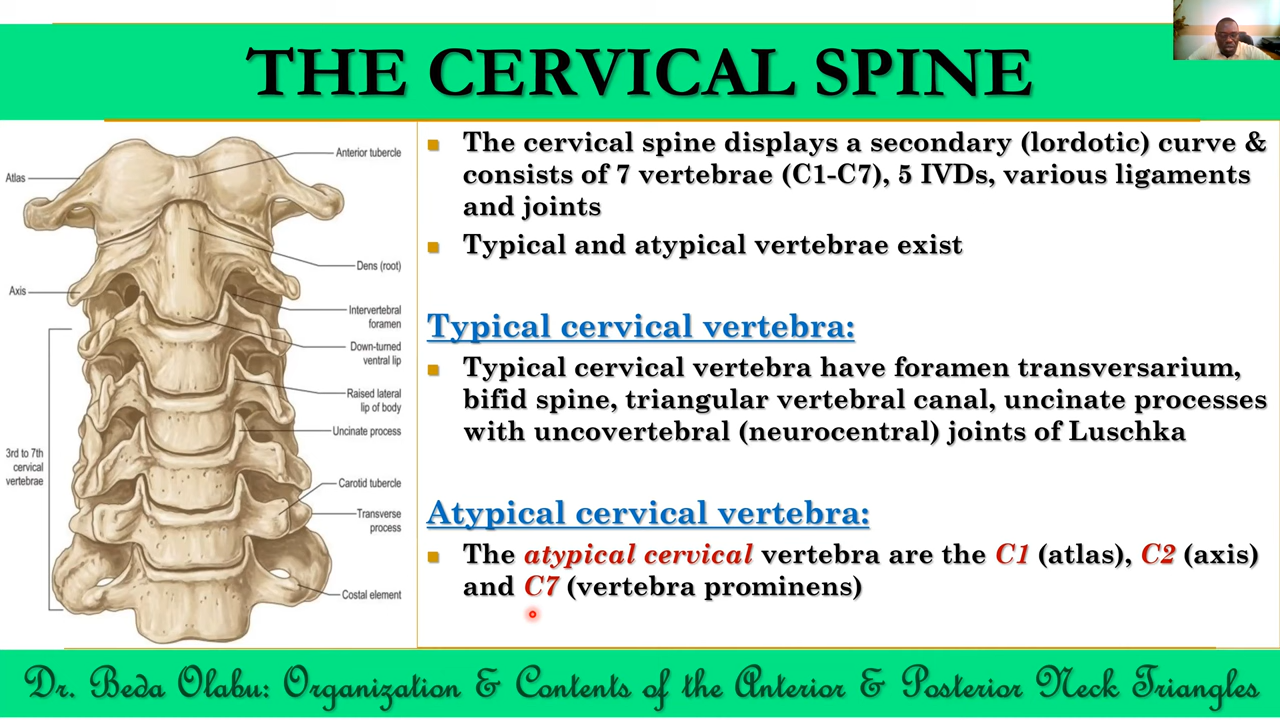 THE CERVICAL SPINE
Atlas
Anterior tubercle
Dens (root)
Axis
Intervertebral
foramen
Down-turned
ventral lip
Raised lateral
lip of body
Uncinate process
3rd to 7th
cervical
vertebrae
Carotid tubercle
Transverse
process
Costal element
The cervical spine displays a secondary (lordotic) curve &
consists of 7 vertebrae (C1-C7), 5 IVDs, various ligaments
and joints
Typical and atypical vertebrae exist
Typical cervical vertebra:
Typical cervical vertebra have foramen transversarium,
bifid spine, triangular vertebral canal, uncinate processes
with uncovertebral (neurocentral) joints of Luschka
Atypical cervical vertebra:
The atypical cervical vertebra are the C1 (atlas), C2 (axis)
and C7 (vertebra prominens)
Dr. Beda Olabu: Organization & Contents of the Anterior & Posterior Neck Triangles